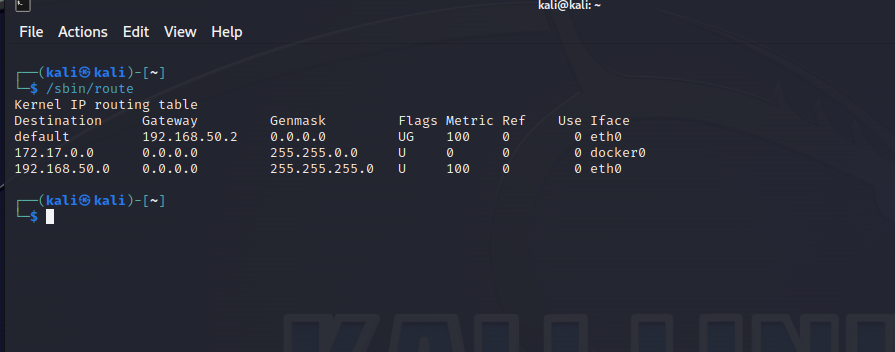 kali@kali: ~
File Actions Edit View Help
┌──(kali㉿kali)-[~]
└─$ /sbin/route
Kernel IP routing table
Destination     Gateway         Genmask         Flags Metric Ref    Use Iface
default         192.168.50.2    0.0.0.0         UG    100    0        0 eth0
172.17.0.0      0.0.0.0         255.255.0.0     U     0      0        0 docker0
192.168.50.0    0.0.0.0         255.255.255.0   U     100    0        0 eth0
┌──(kali㉿kali)-[~]
└─$
KALI LINU